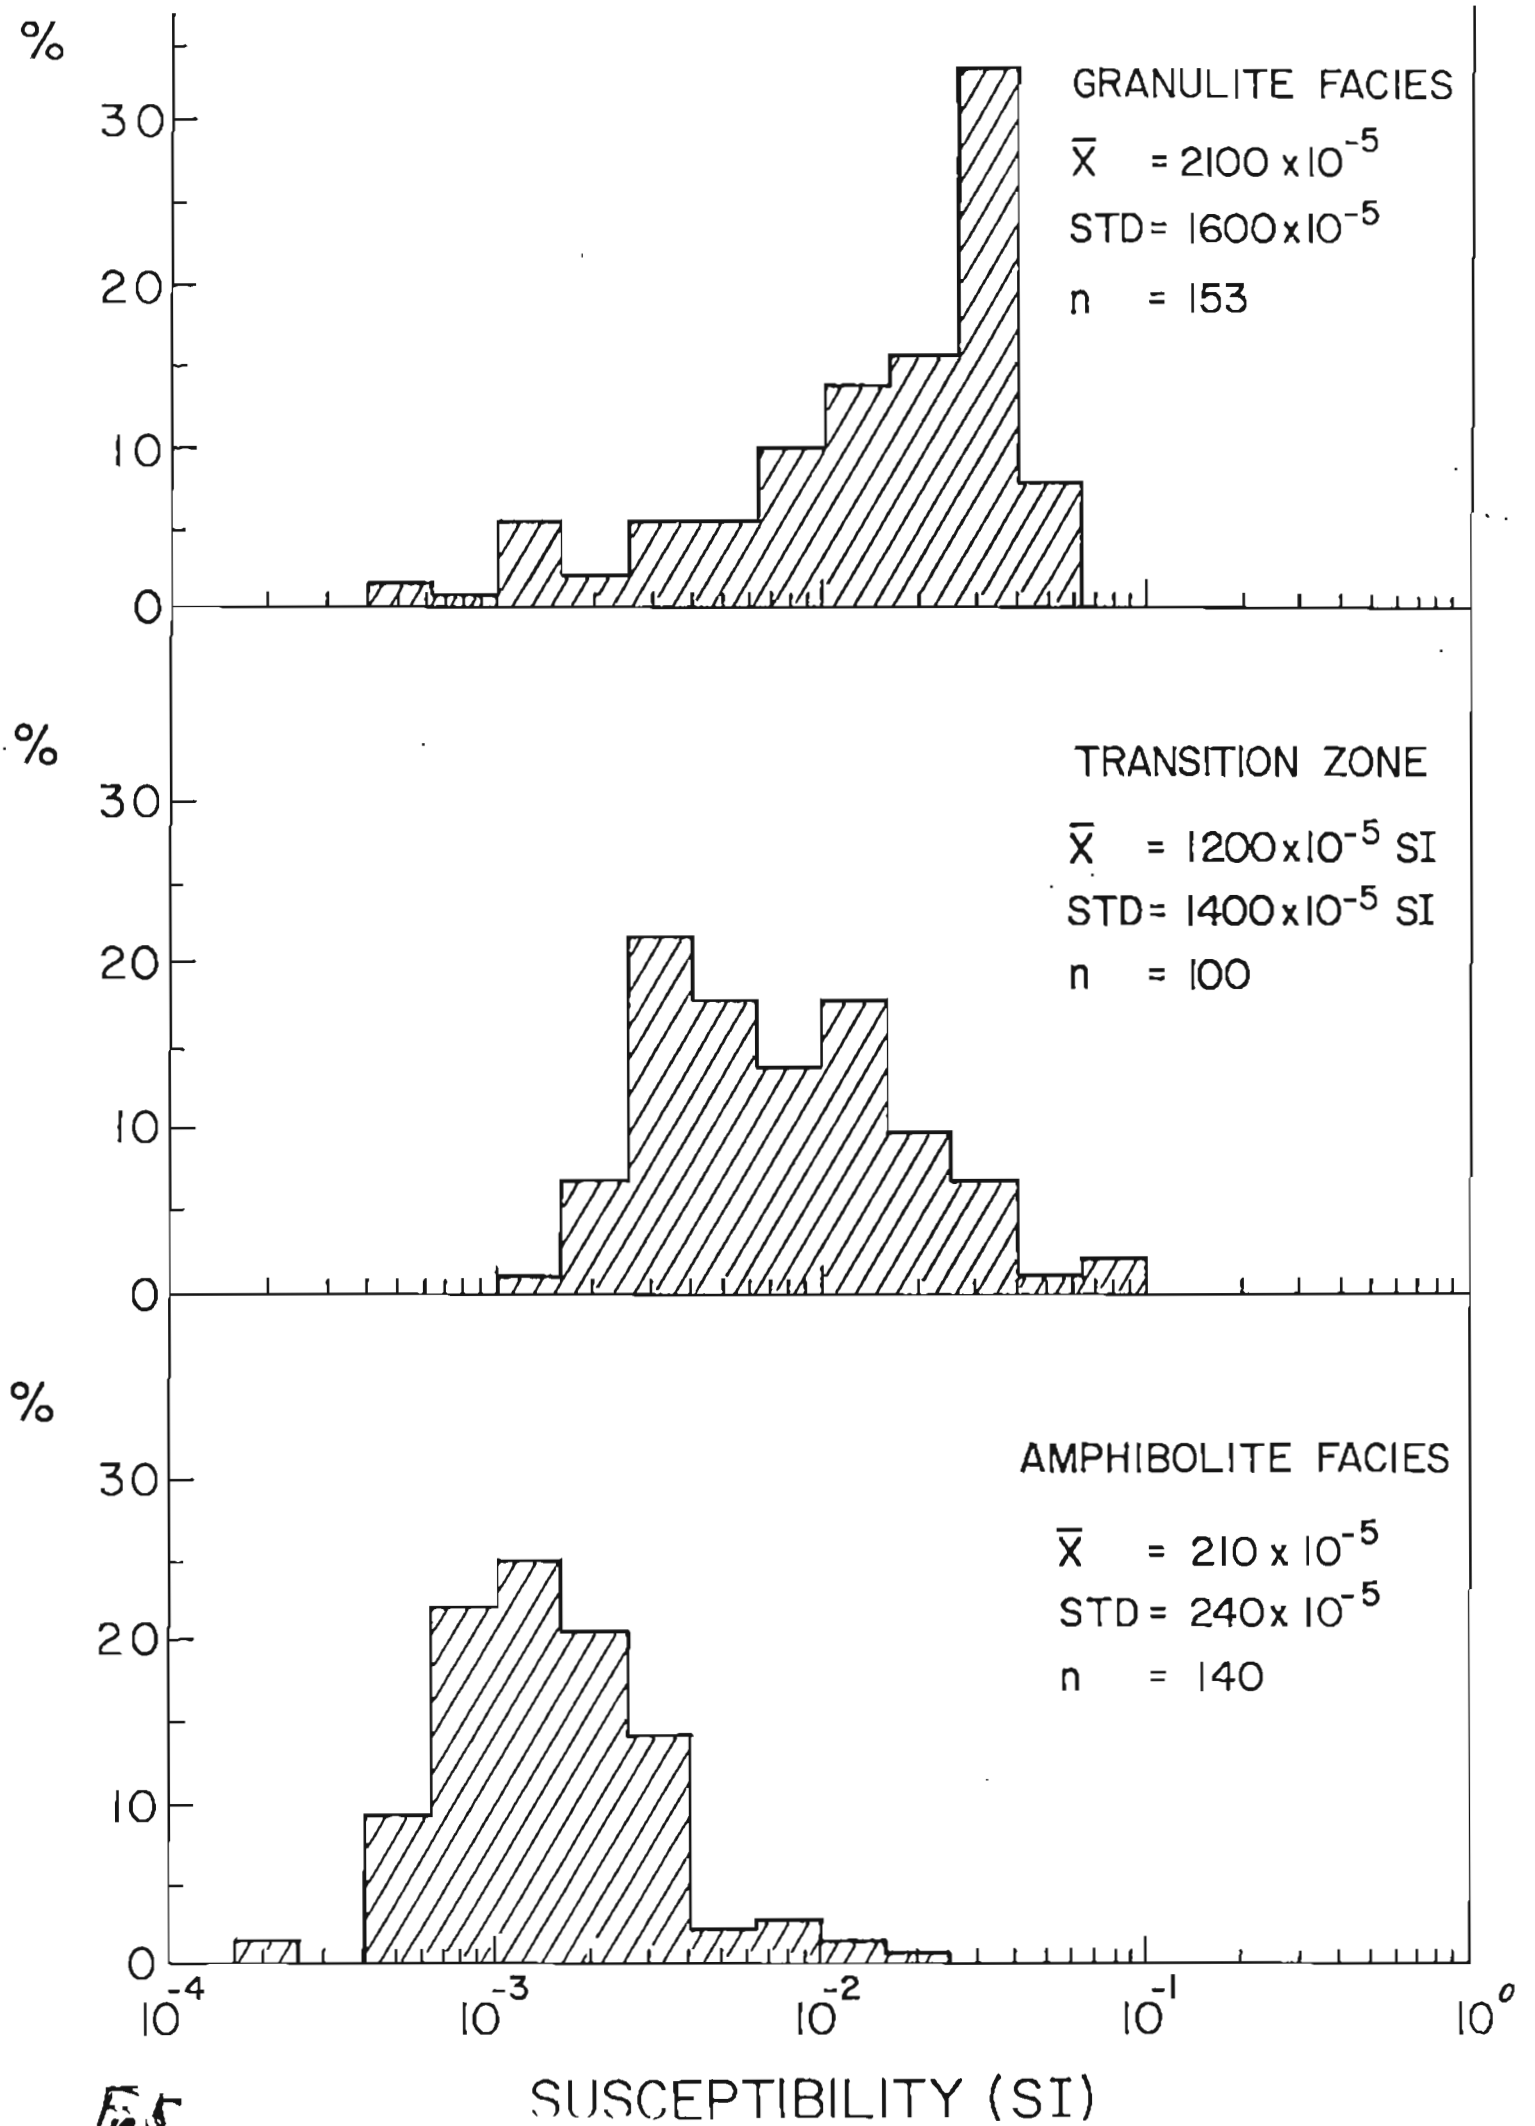 %
30
20
10
0
GRANULITE FACIES
X̄ = 2100 x 10⁻⁵
STD = 1600 x 10⁻⁵
n = 153
%
30
20
10
0
TRANSITION ZONE
X̄ = 1200 x 10⁻⁵ SI
STD = 1400 x 10⁻⁵ SI
n = 100
%
30
20
10
0
AMPHIBOLITE FACIES
X̄ = 210 x 10⁻⁵
STD = 240 x 10⁻⁵
n = 140
10⁻⁴ 10⁻³ 10⁻² 10⁻¹ 10⁰
SUSCEPTIBILITY (SI)